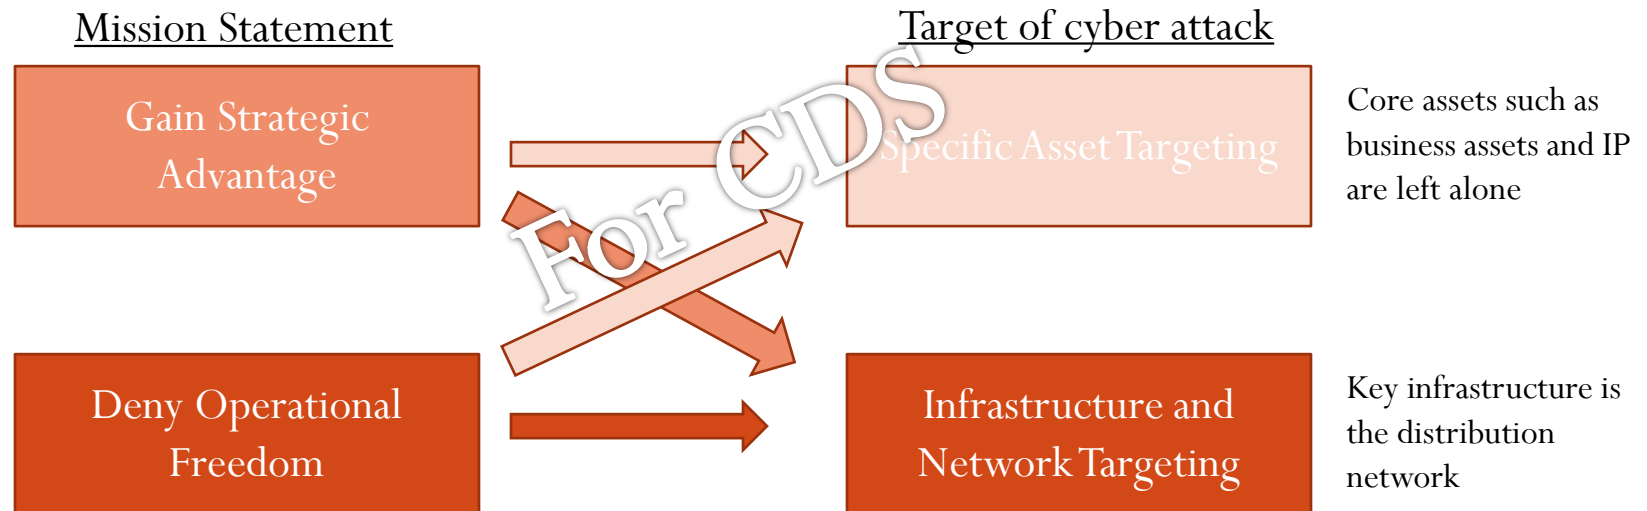 Mission Statement
Target of cyber attack
Gain Strategic
Advantage
Specific Asset Targeting
Core assets such as
business assets and IP
are left alone
For CDS
Deny Operational
Freedom
Infrastructure and
Network Targeting
Key infrastructure is
the distribution
network